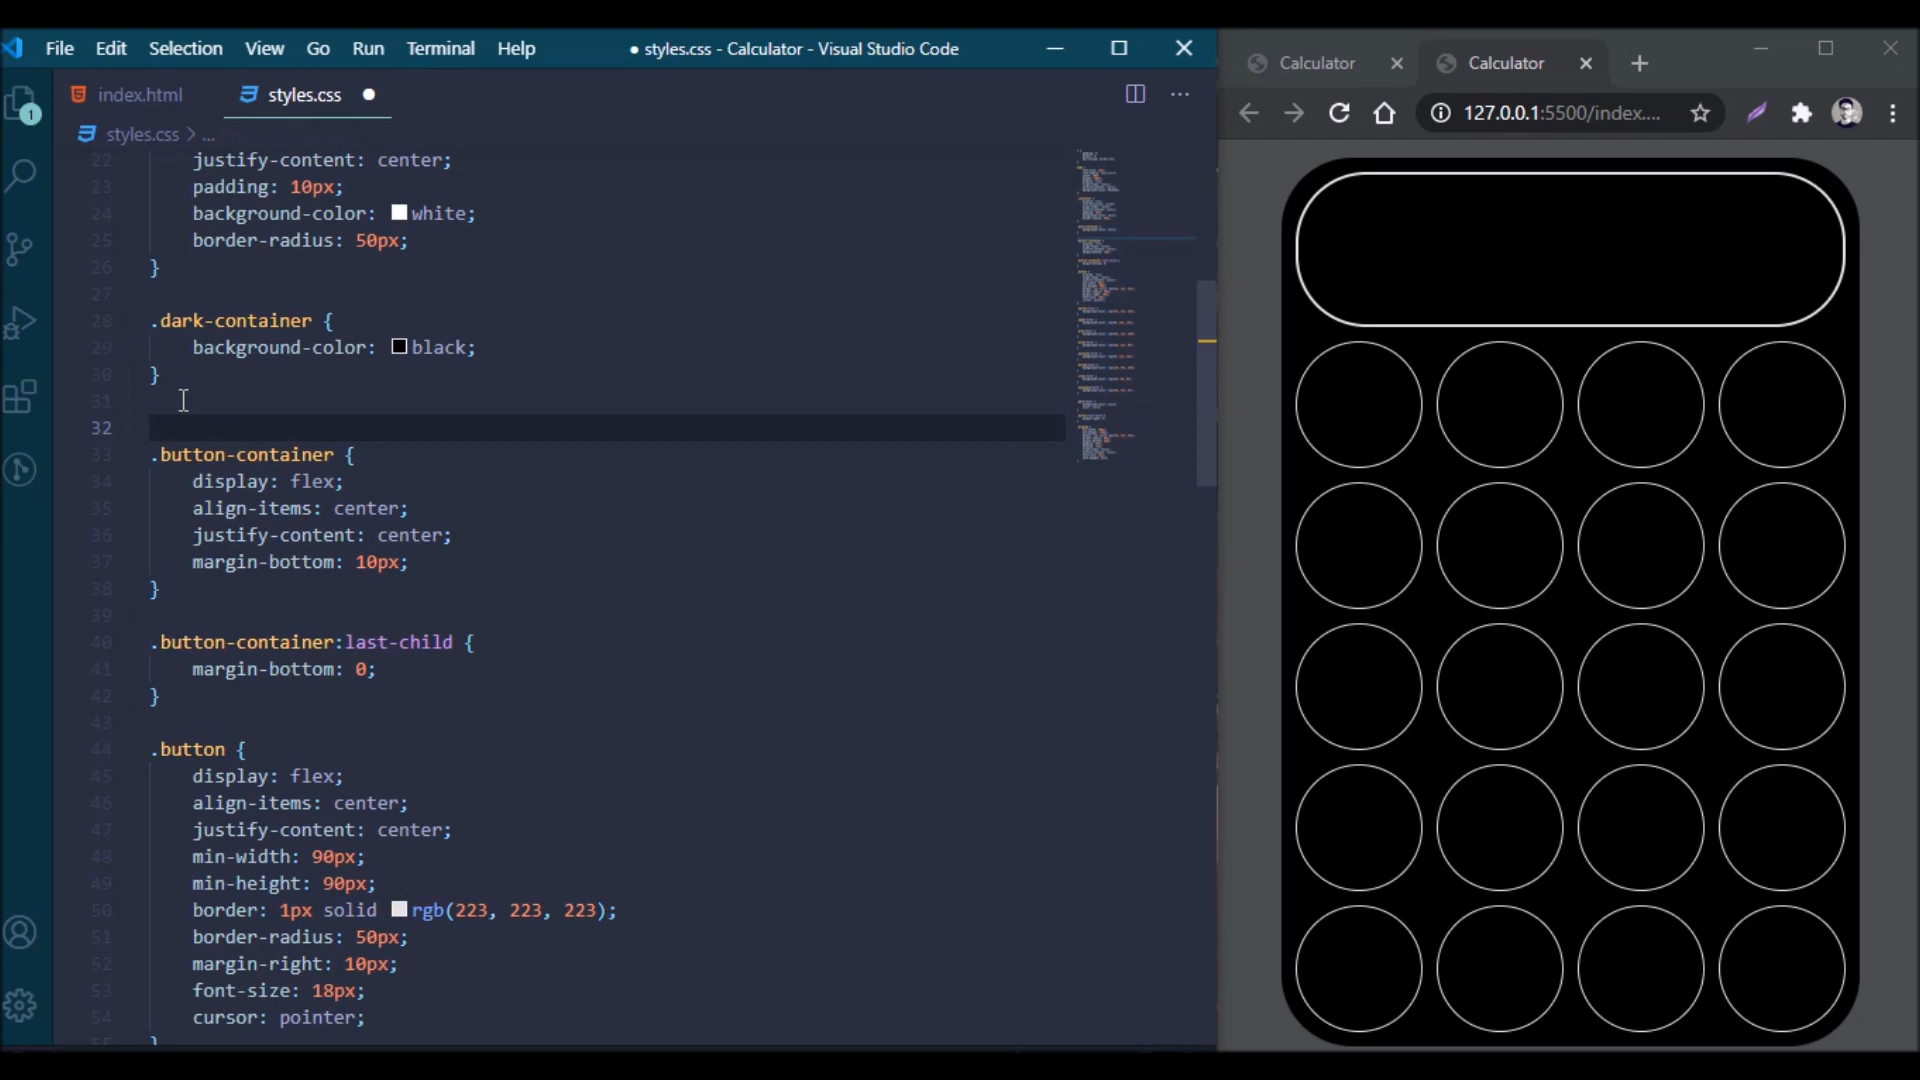 File Edit Selection View Go Run Terminal Help ● styles.css - Calculator - Visual Studio Code
index.html styles.css
styles.css > ...
22 justify-content: center;
23 padding: 10px;
24 background-color: white;
25 border-radius: 50px;
26 }
27
28 .dark-container {
29 background-color: black;
30 }
31
32
33 .button-container {
34 display: flex;
35 align-items: center;
36 justify-content: center;
37 margin-bottom: 10px;
38 }
39
40 .button-container:last-child {
41 margin-bottom: 0;
42 }
43
44 .button {
45 display: flex;
46 align-items: center;
47 justify-content: center;
48 min-width: 90px;
49 min-height: 90px;
50 border: 1px solid rgb(223, 223, 223);
51 border-radius: 50px;
52 margin-right: 10px;
53 font-size: 18px;
54 cursor: pointer;
55 }
1
Calculator Calculator
127.0.0.1:5500/index....